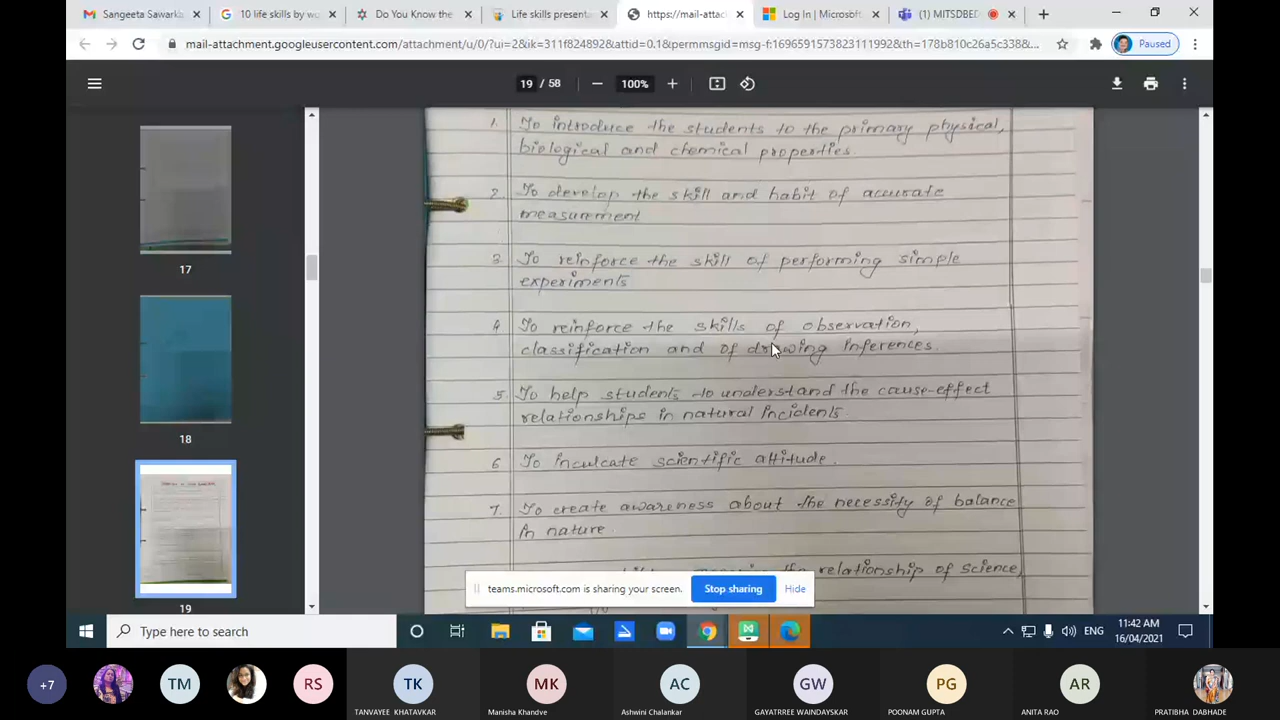 Sangeeta Sawark
10 life skills by wo
Do You Know the
Life skills present
https://mail-attac
Log In | Microsoft
(11) MITSDBED
mail-attachment.googleusercontent.com/attachment/u/0/?ui=2&ik=311f824892&attid=0.1&permmsgid=msg-f:1696591573823111992&th=178b810c26a5c338&...
Paused
19 / 58
100%
17
18
19
1. To introduce the students to the primary physical,
biological and chemical properties.
2. To develop the skill and habit of accurate
measurement
3. To reinforce the skill of performing simple
experiments
4 To reinforce the skills of observation,
classification and of drawing inferences.
5. To help students to understand the cause-effect
relationships in natural incidents.
6 To inculcate scientific attitude.
7. To create awareness about the necessity of balance
in nature.
the relationship of science,
teams.microsoft.com is sharing your screen.
Stop sharing
Hide
Type here to search
ENG
11:42 AM
16/04/2021
+7
TM
RS
TK
MK
AC
GW
PG
AR
TANVAYEE KHATAVKAR
Manisha Khandve
Ashwini Chalankar
GAYATRREE WAINDAYSKAR
POONAM GUPTA
ANITA RAO
PRATIBHA DABHADE